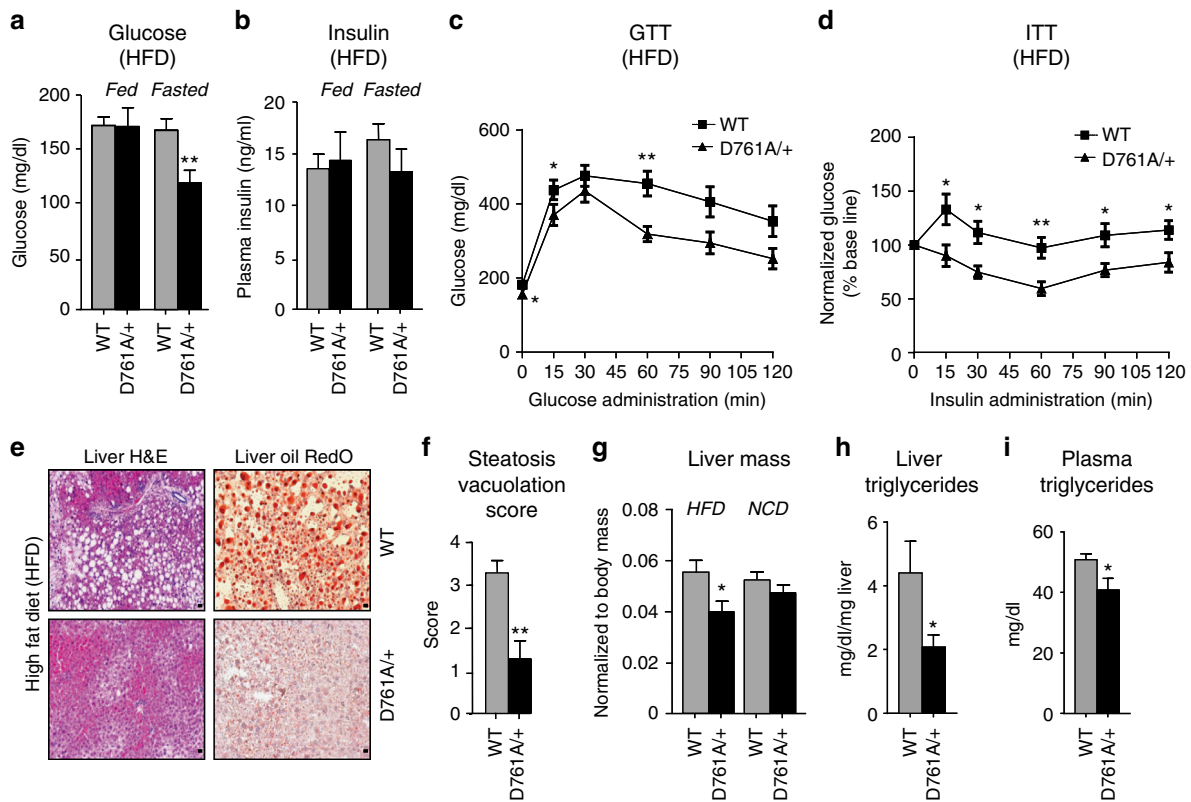 a
Glucose
(HFD)
Fed Fasted
Glucose (mg/dl)
200
150
100
50
0
**
WT
D761A/+
WT
D761A/+
b
Insulin
(HFD)
Fed Fasted
Plasma insulin (ng/ml)
20
15
10
5
0
WT
D761A/+
WT
D761A/+
c
GTT
(HFD)
WT
D761A/+
Glucose (mg/dl)
600
400
200
0
* ** *
0 15 30 45 60 75 90 105 120
Glucose administration (min)
d
ITT
(HFD)
WT
D761A/+
Normalized glucose
(% base line)
200
150
100
50
0
* * ** * *
0 15 30 45 60 75 90 105 120
Insulin administration (min)
e
Liver H&E Liver oil RedO
High fat diet (HFD)
WT
D761A/+
f
Steatosis
vacuolation
score
Score
4
3
2
1
0
**
WT
D761A/+
g
Liver mass
HFD NCD
Normalized to body mass
0.08
0.06
0.04
0.02
0
*
WT
D761A/+
WT
D761A/+
h
Liver
triglycerides
mg/dl/mg liver
6
4
2
0
*
WT
D761A/+
i
Plasma
triglycerides
mg/dl
60
40
20
0
*
WT
D761A/+